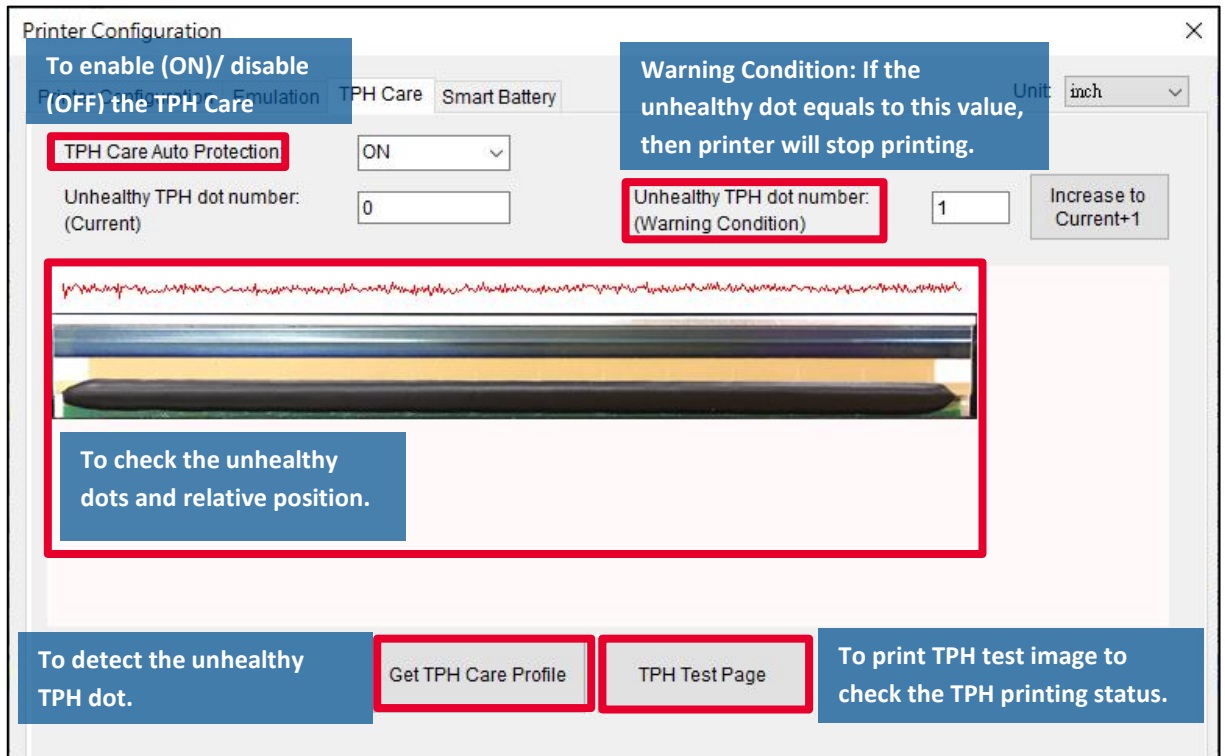 Printer Configuration
To enable (ON)/ disable
(OFF) the TPH Care
Warning Condition: If the
unhealthy dot equals to this value,
then printer will stop printing.
Printer Configuration Emulation TPH Care Smart Battery
Unit: inch
TPH Care Auto Protection: ON
Unhealthy TPH dot number:
(Current)
0
Unhealthy TPH dot number:
(Warning Condition)
1
Increase to
Current+1
To check the unhealthy
dots and relative position.
To detect the unhealthy
TPH dot.
Get TPH Care Profile
TPH Test Page
To print TPH test image to
check the TPH printing status.